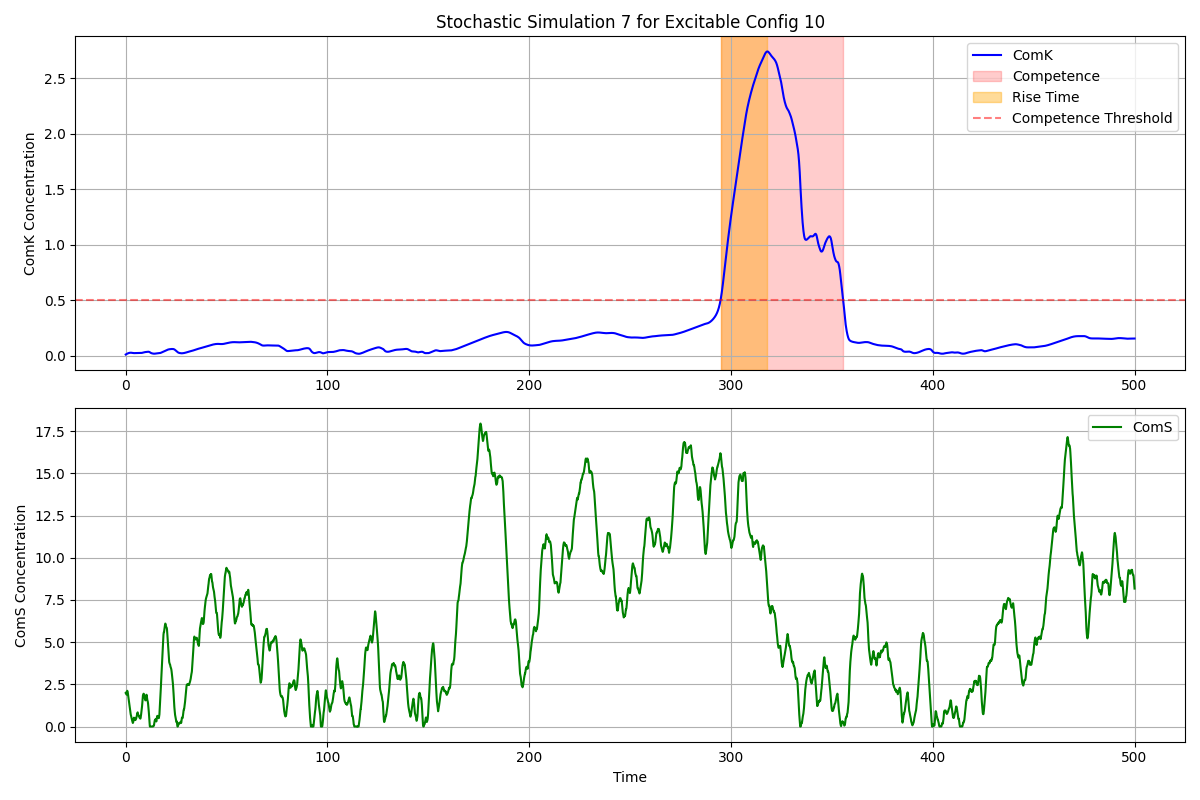 Stochastic Simulation 7 for Excitable Config 10
ComK Concentration
2.5
2.0
1.5
1.0
0.5
0.0
0 100 200 300 400 500
ComK
Competence
Rise Time
Competence Threshold
ComS Concentration
17.5
15.0
12.5
10.0
7.5
5.0
2.5
0.0
0 100 200 300 400 500
ComS
Time